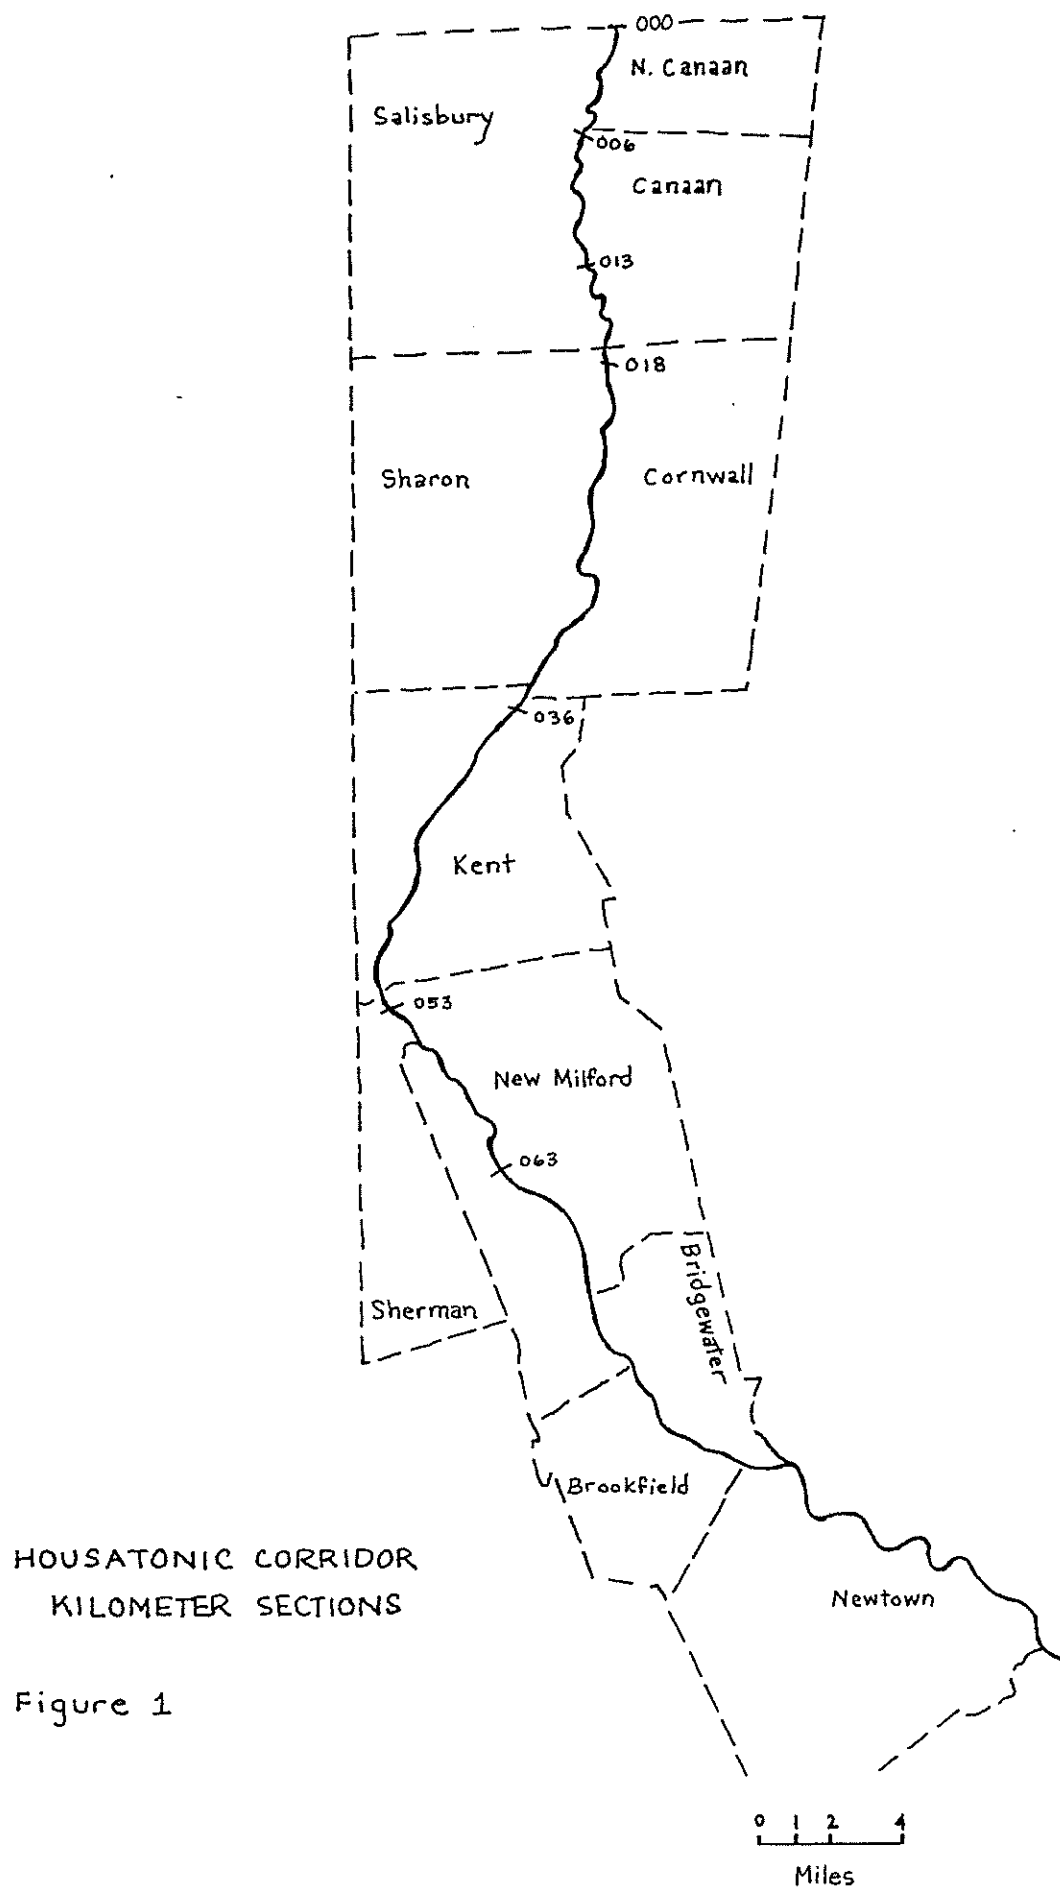 000
N. Canaan
Salisbury
006
Canaan
013
018
Sharon
Cornwall
036
Kent
053
New Milford
063
Bridgewater
Sherman
Brookfield
HOUSATONIC CORRIDOR
KILOMETER SECTIONS
Newtown
Figure 1
0 1 2 4
Miles